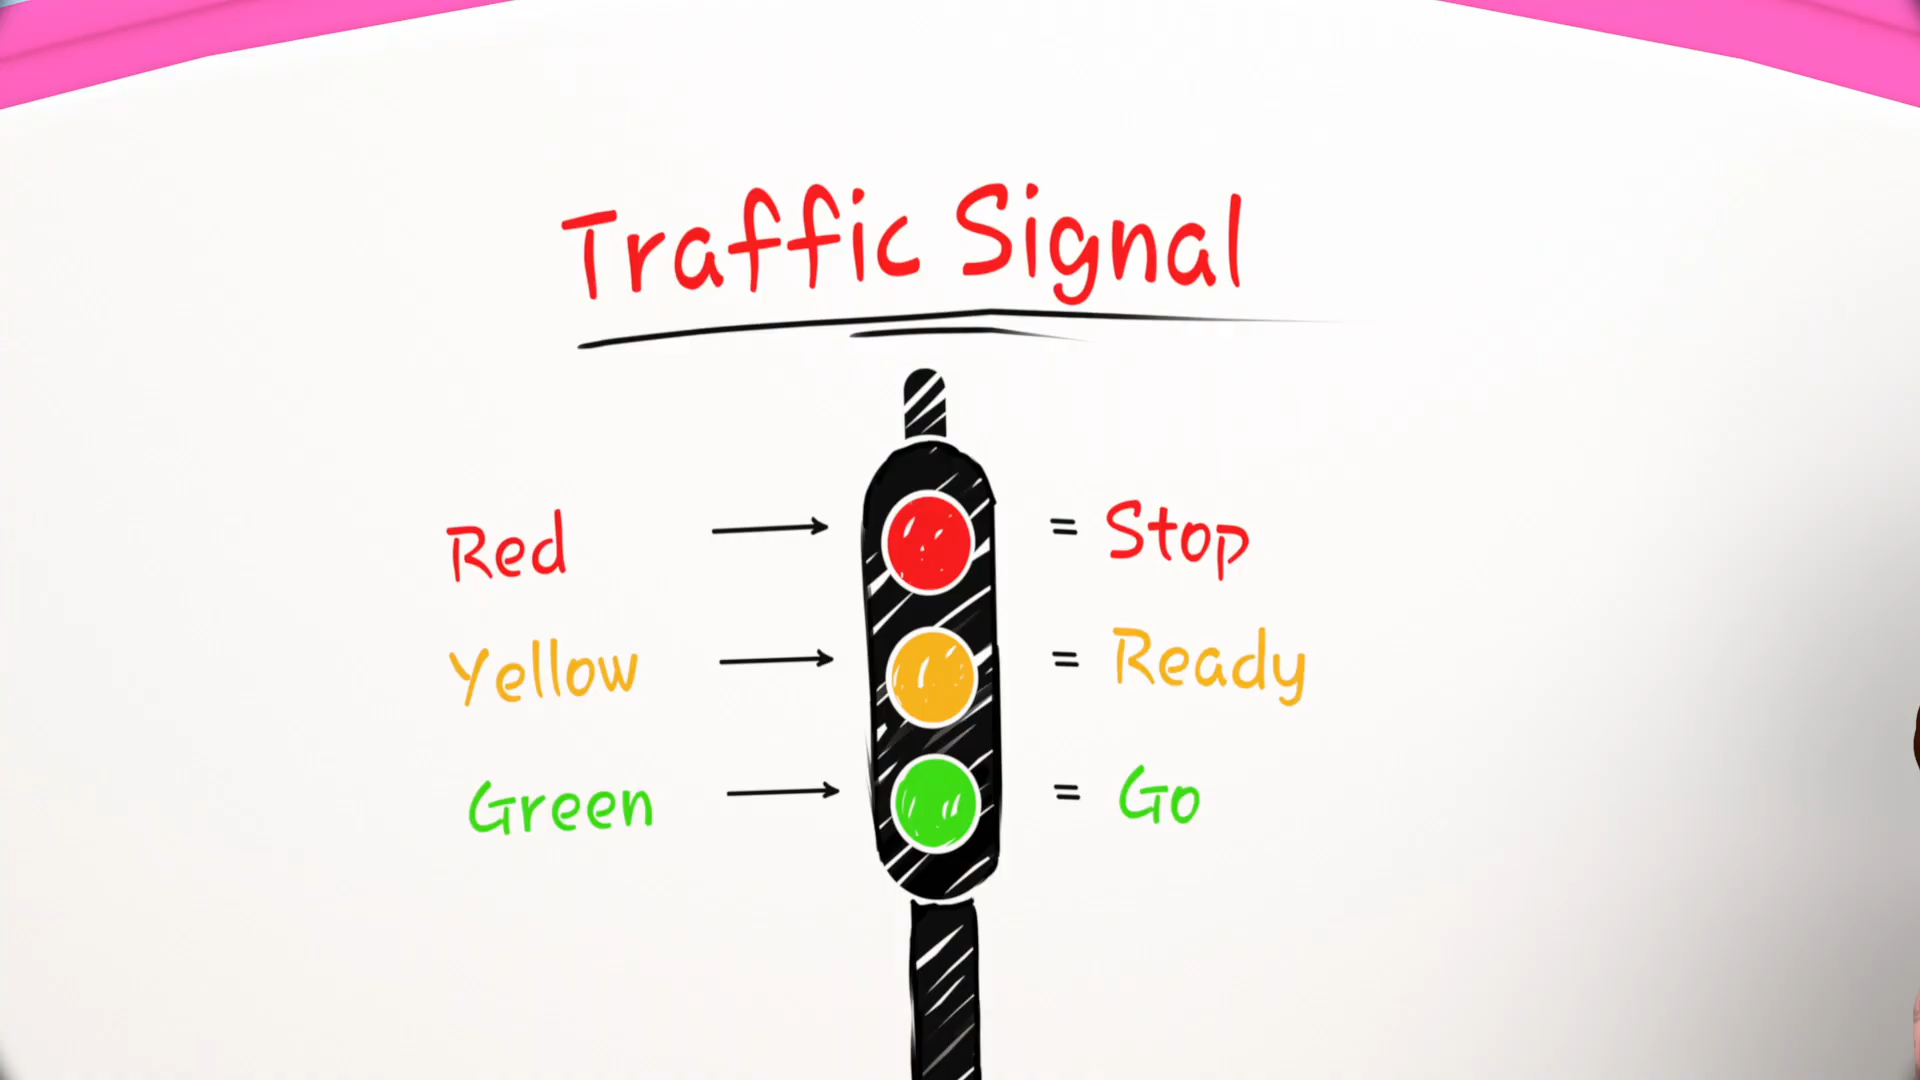 Traffic Signal
Red → = Stop
Yellow → = Ready
Green → = Go